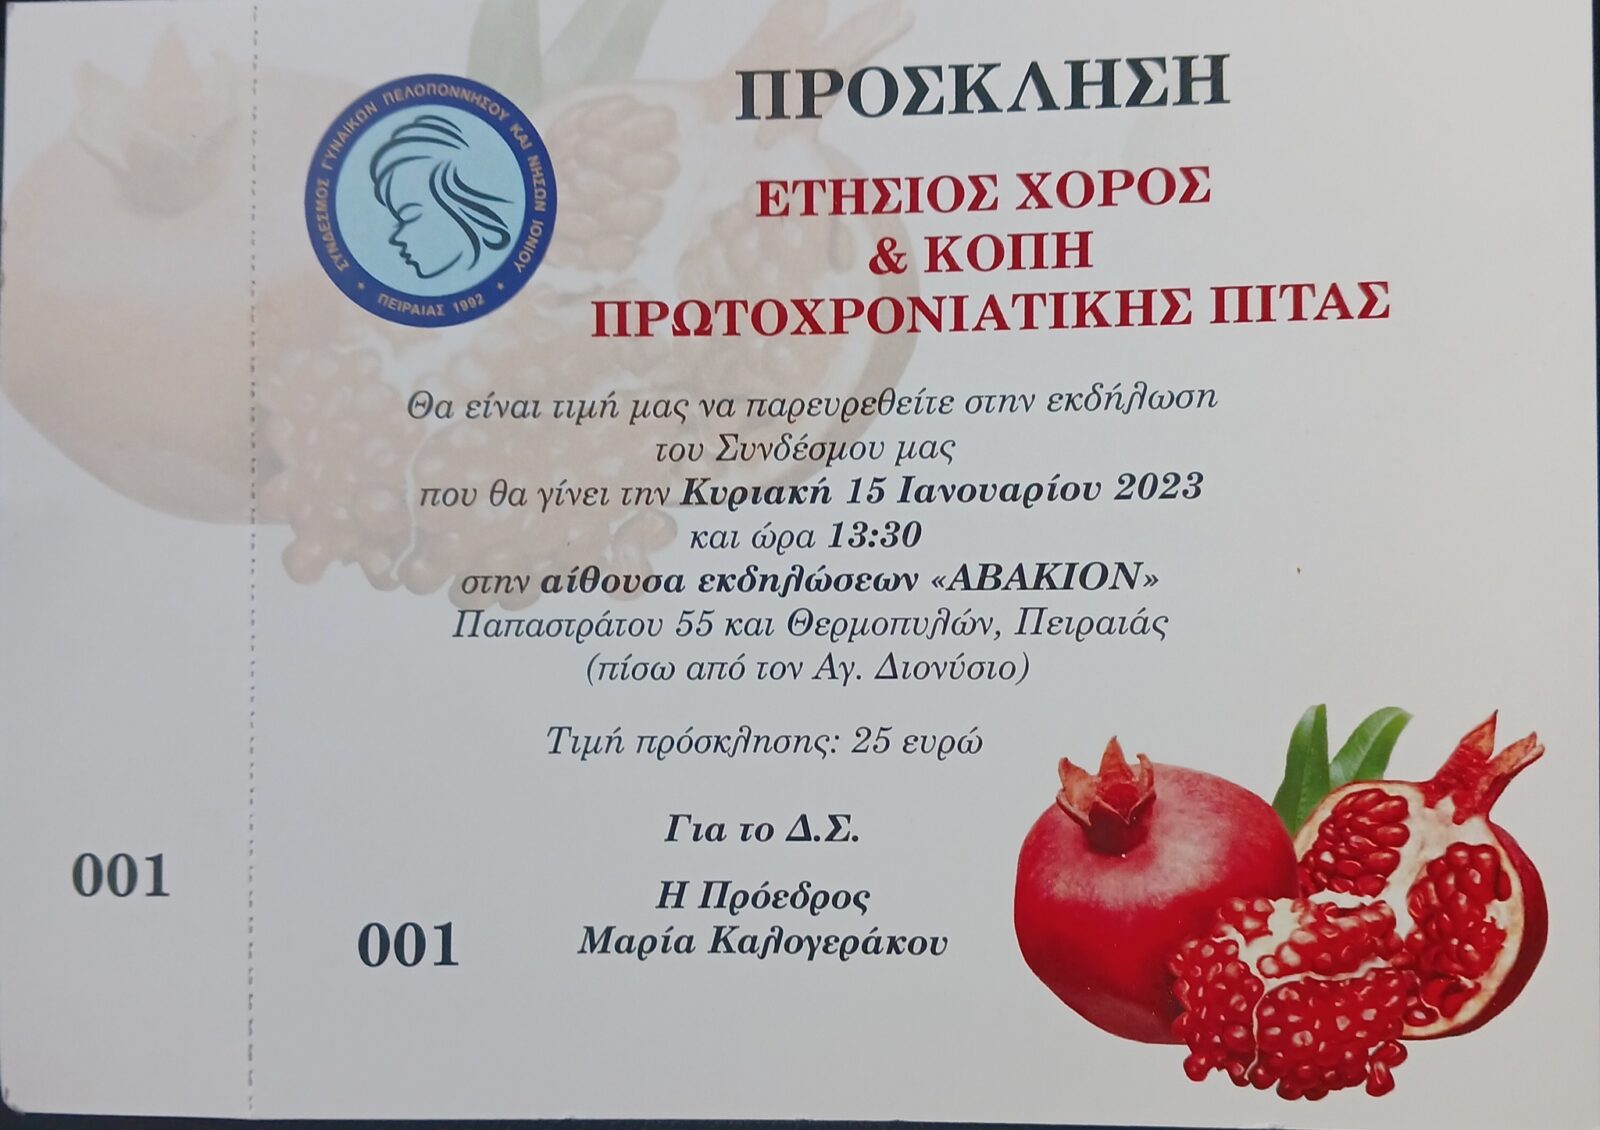 ΣΥΝΔΕΣΜΟΣ ΓΥΝΑΙΚΩΝ ΠΕΛΟΠΟΝΝΗΣΟΥ ΚΑΙ ΝΗΣΩΝ ΙΟΝΙΟΥ
ΠΕΙΡΑΙΑΣ 1992
ΠΡΟΣΚΛΗΣΗ
ΕΤΗΣΙΟΣ ΧΟΡΟΣ
& ΚΟΠΗ
ΠΡΩΤΟΧΡΟΝΙΑΤΙΚΗΣ ΠΙΤΑΣ
Θα είναι τιμή μας να παρευρεθείτε στην εκδήλωση
του Συνδέσμου μας
που θα γίνει την Κυριακή 15 Ιανουαρίου 2023
και ώρα 13:30
στην αίθουσα εκδηλώσεων «ΑΒΑΚΙΟΝ»
Παπαστράτου 55 και Θερμοπυλών, Πειραιάς
(πίσω από τον Αγ. Διονύσιο)
Τιμή πρόσκλησης: 25 ευρώ
Για το Δ.Σ.
Η Πρόεδρος
Μαρία Καλογεράκου
001
001